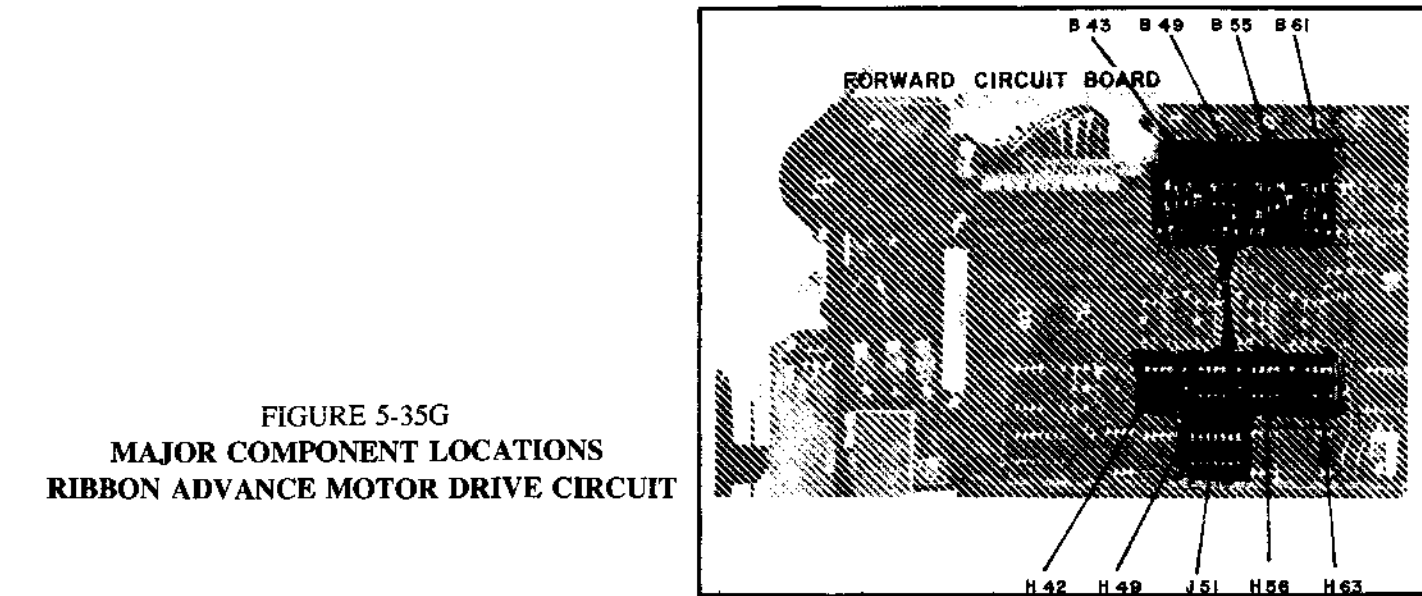 B 43 B 49 B 55 B 61
FORWARD CIRCUIT BOARD
FIGURE 5-35G
MAJOR COMPONENT LOCATIONS
RIBBON ADVANCE MOTOR DRIVE CIRCUIT
H 42 H 49 J 51 H 56 H 63